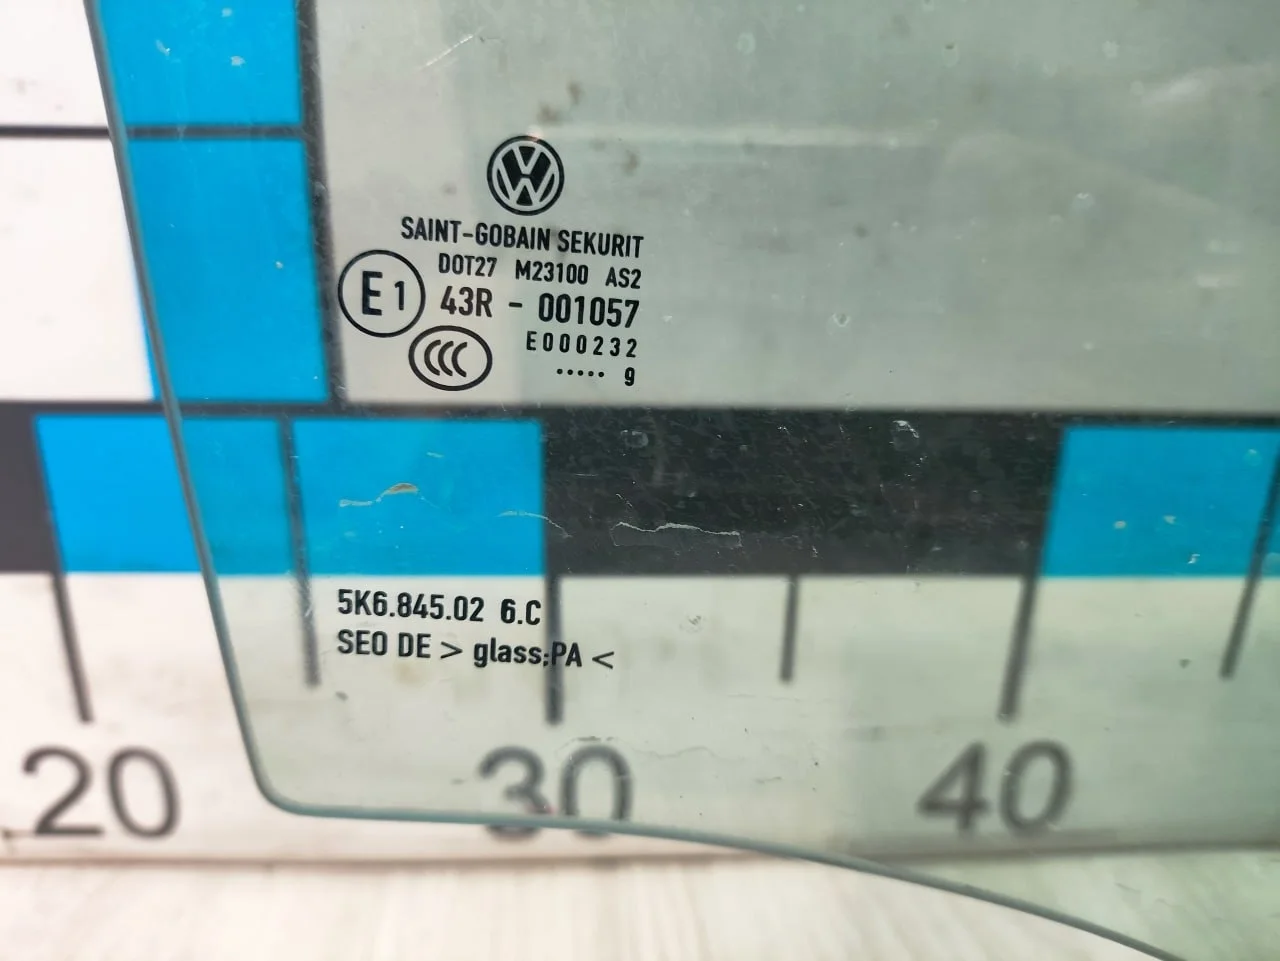 SAINT-GOBAIN SEKURIT
DOT27 M23100 AS2
E1 43R - 001057
E000232
CCC
..... 9
5K6.845.02 6.C
SEO DE > glass;PA <
20 30 40